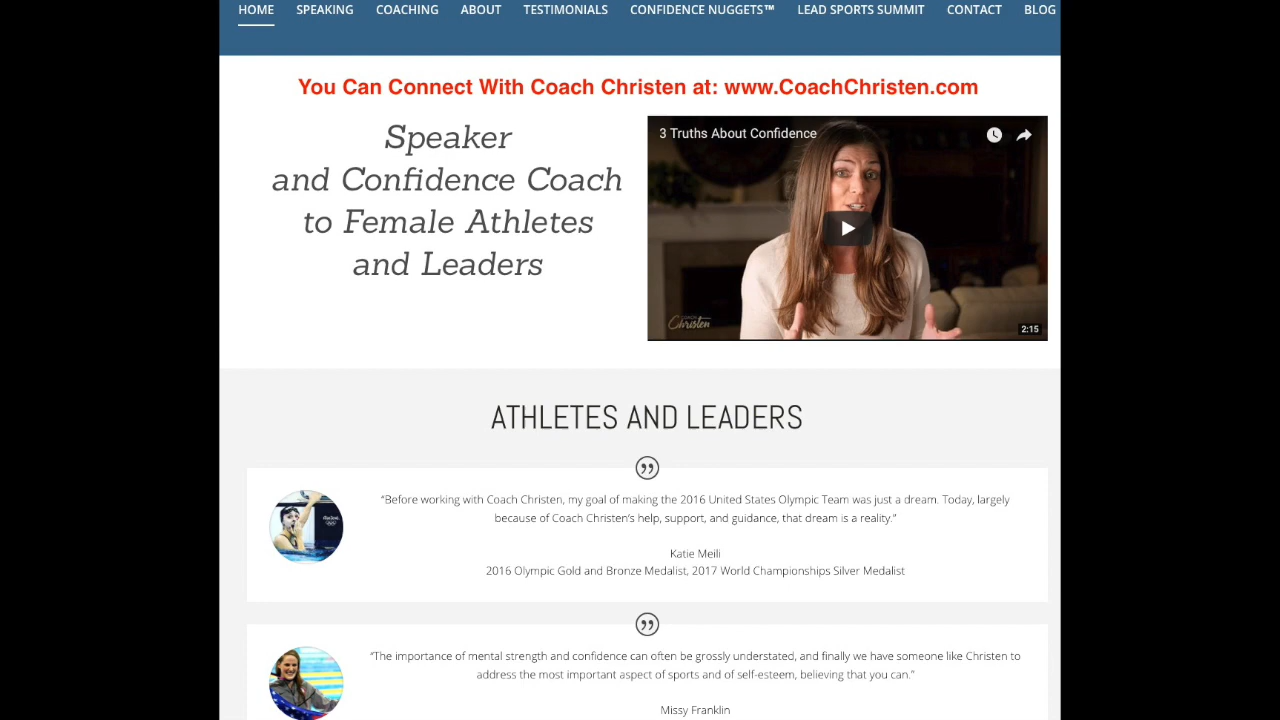 HOME SPEAKING COACHING ABOUT TESTIMONIALS CONFIDENCE NUGGETS™ LEAD SPORTS SUMMIT CONTACT BLOG
You Can Connect With Coach Christen at: www.CoachChristen.com
Speaker
and Confidence Coach
to Female Athletes
and Leaders
3 Truths About Confidence
COACH
Christen
2:15
ATHLETES AND LEADERS
“Before working with Coach Christen, my goal of making the 2016 United States Olympic Team was just a dream. Today, largely
because of Coach Christen’s help, support, and guidance, that dream is a reality.”
Katie Meili
2016 Olympic Gold and Bronze Medalist, 2017 World Championships Silver Medalist
“The importance of mental strength and confidence can often be grossly understated, and finally we have someone like Christen to
address the most important aspect of sports and of self-esteem, believing that you can.”
Missy Franklin